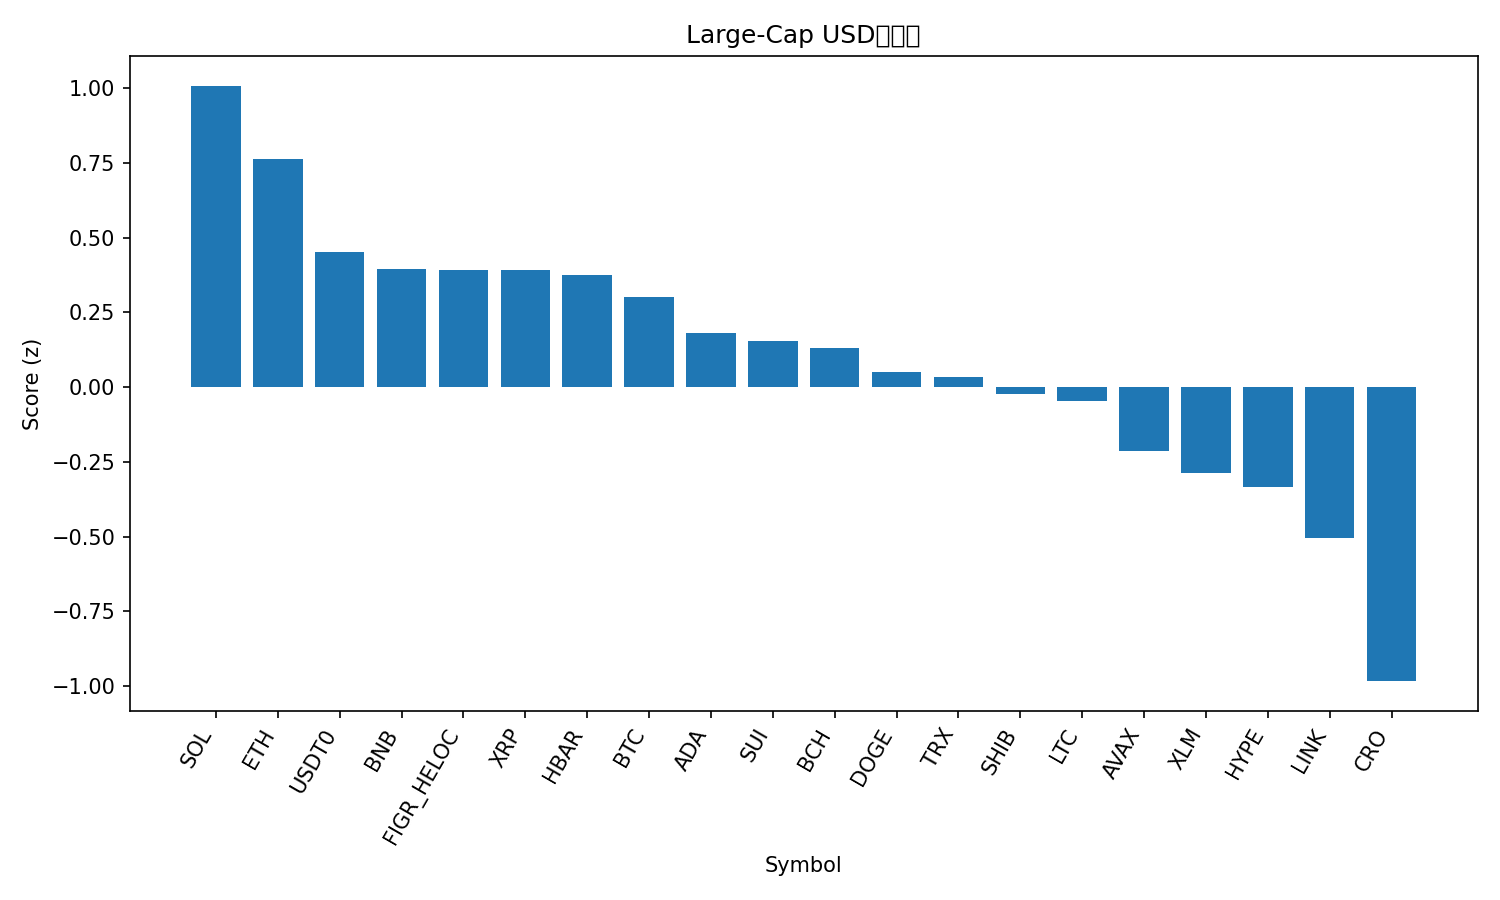 Large-Cap USD
1.00
0.75
0.50
0.25
0.00
−0.25
−0.50
−0.75
−1.00
Score (z)
SOL
ETH
USDT0
BNB
FIGR_HELOC
XRP
HBAR
BTC
ADA
SUI
BCH
DOGE
TRX
SHIB
LTC
AVAX
XLM
HYPE
LINK
CRO
Symbol